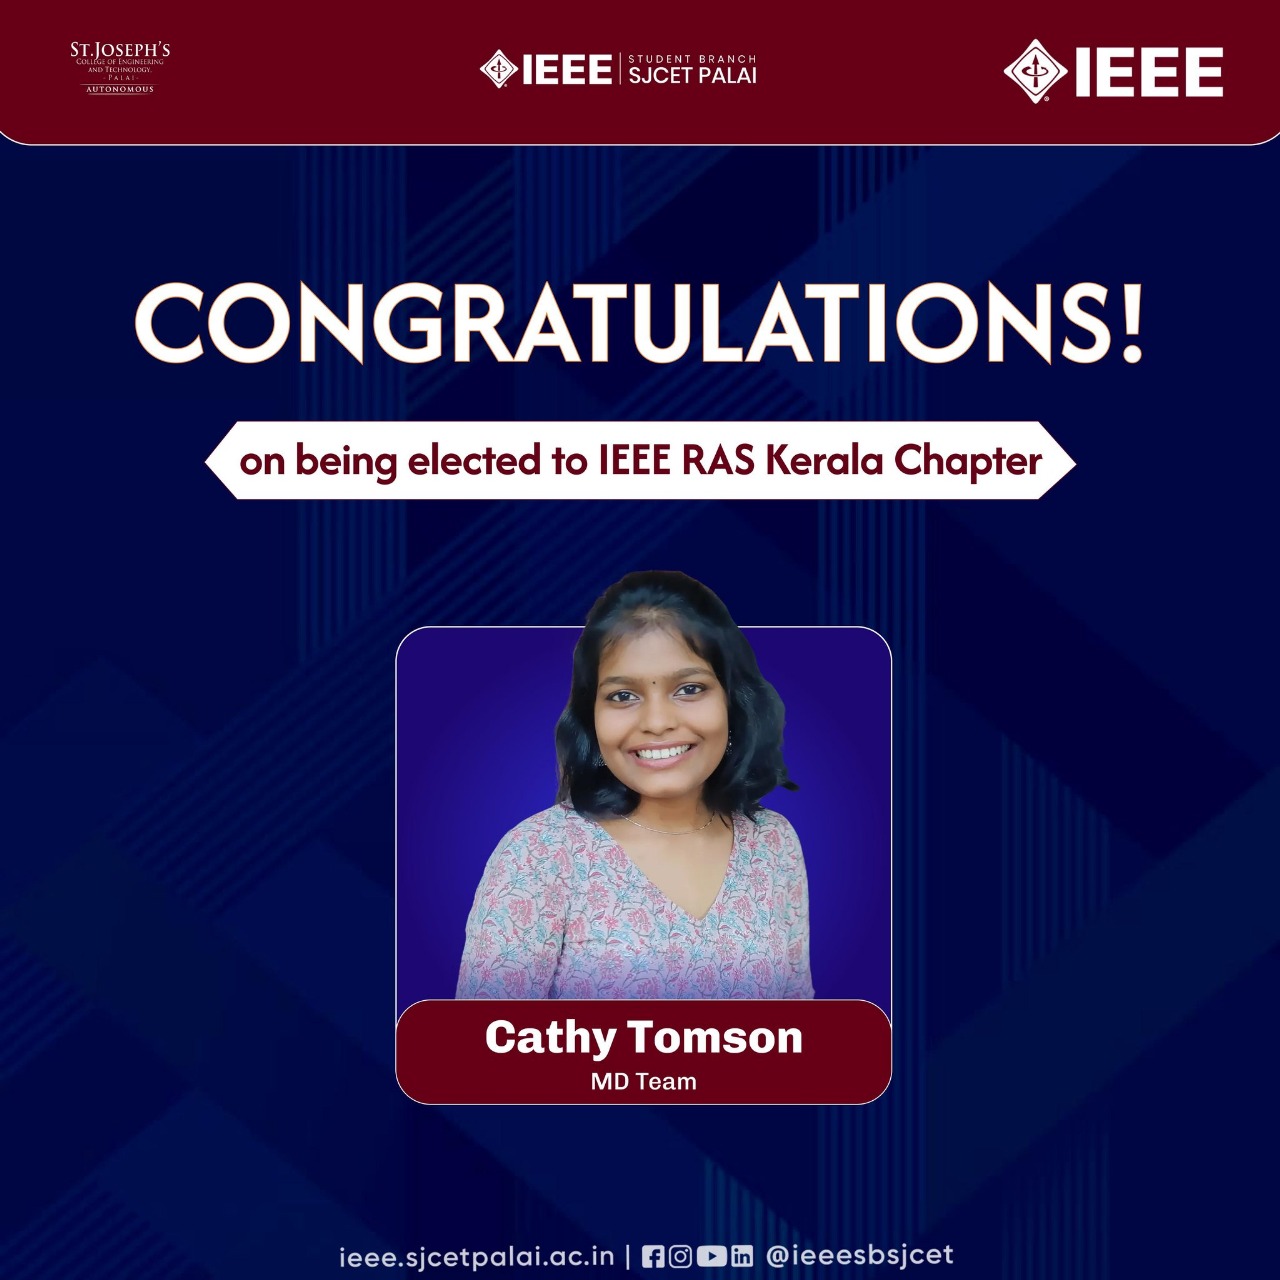 ST.JOSEPH'S
COLLEGE OF ENGINEERING
AND TECHNOLOGY,
- PALAI -
AUTONOMOUS
IEEE
STUDENT BRANCH
SJCET PALAI
IEEE
CONGRATULATIONS!
on being elected to IEEE RAS Kerala Chapter
Cathy Tomson
MD Team
ieee.sjcetpalai.ac.in | @ieeesbsjcet